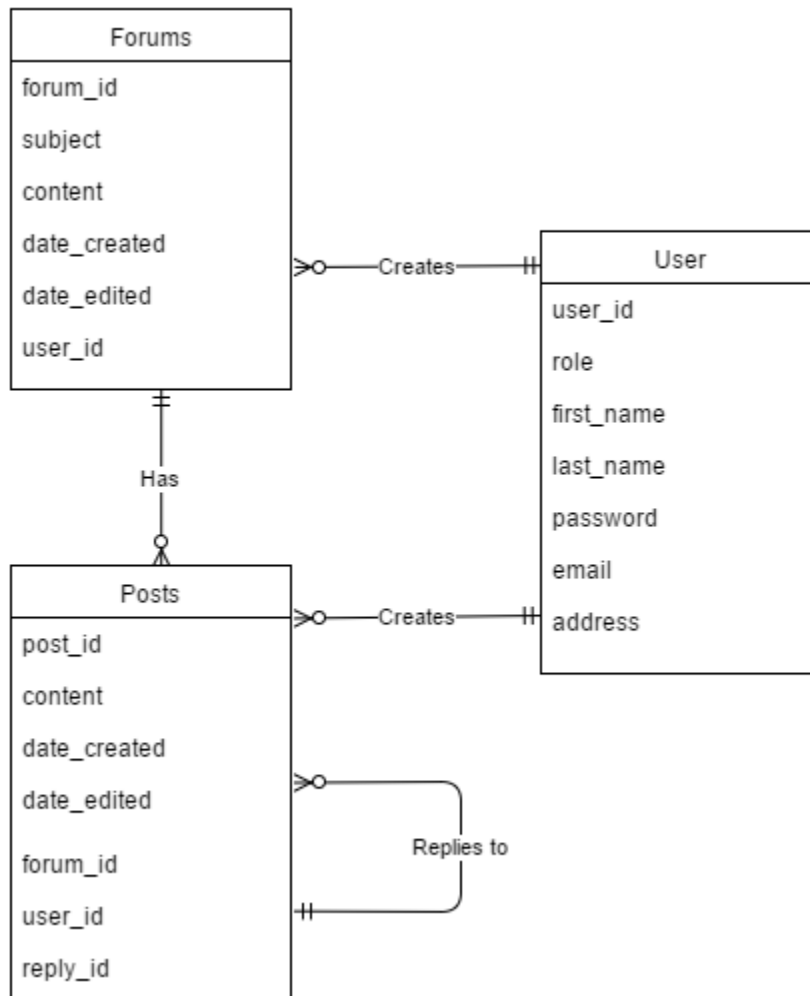 Forums
forum_id
subject
content
date_created
date_edited
user_id
Creates
User
user_id
role
first_name
last_name
password
email
address
Has
Posts
post_id
content
date_created
date_edited
forum_id
user_id
reply_id
Creates
Replies to